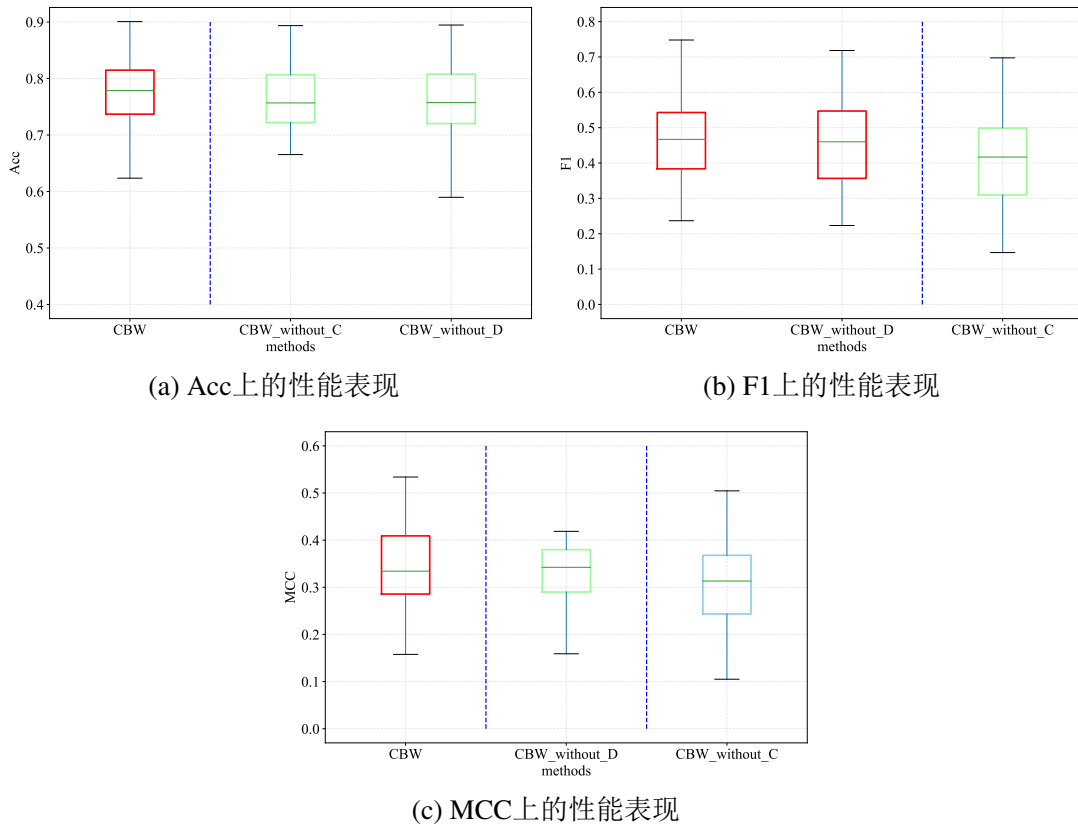 0.9
0.8
0.7
0.6
0.5
0.4
Acc
CBW
CBW_without_C
CBW_without_D
methods
(a) Acc上的性能表现
0.8
0.7
0.6
0.5
0.4
0.3
0.2
0.1
0.0
F1
CBW
CBW_without_D
CBW_without_C
methods
(b) F1上的性能表现
0.6
0.5
0.4
0.3
0.2
0.1
0.0
MCC
CBW
CBW_without_D
CBW_without_C
methods
(c) MCC上的性能表现